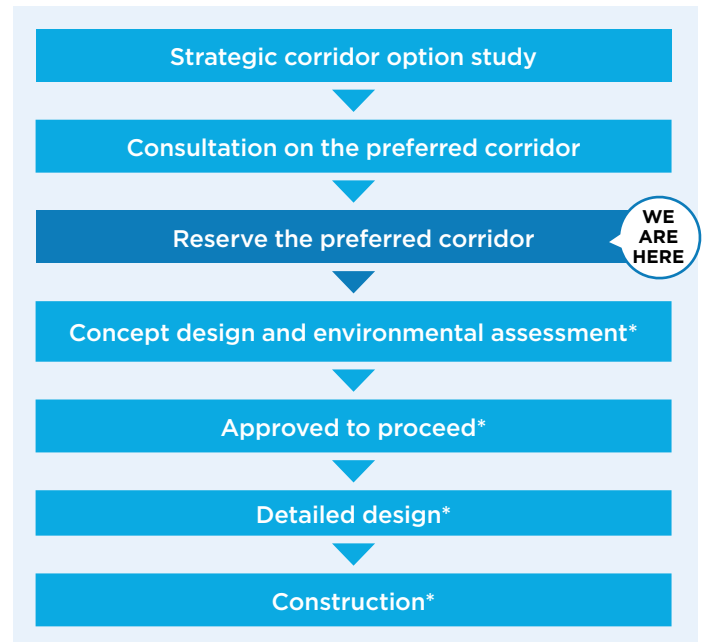 Strategic corridor option study
Consultation on the preferred corridor
Reserve the preferred corridor
WE
ARE
HERE
Concept design and environmental assessment*
Approved to proceed*
Detailed design*
Construction*